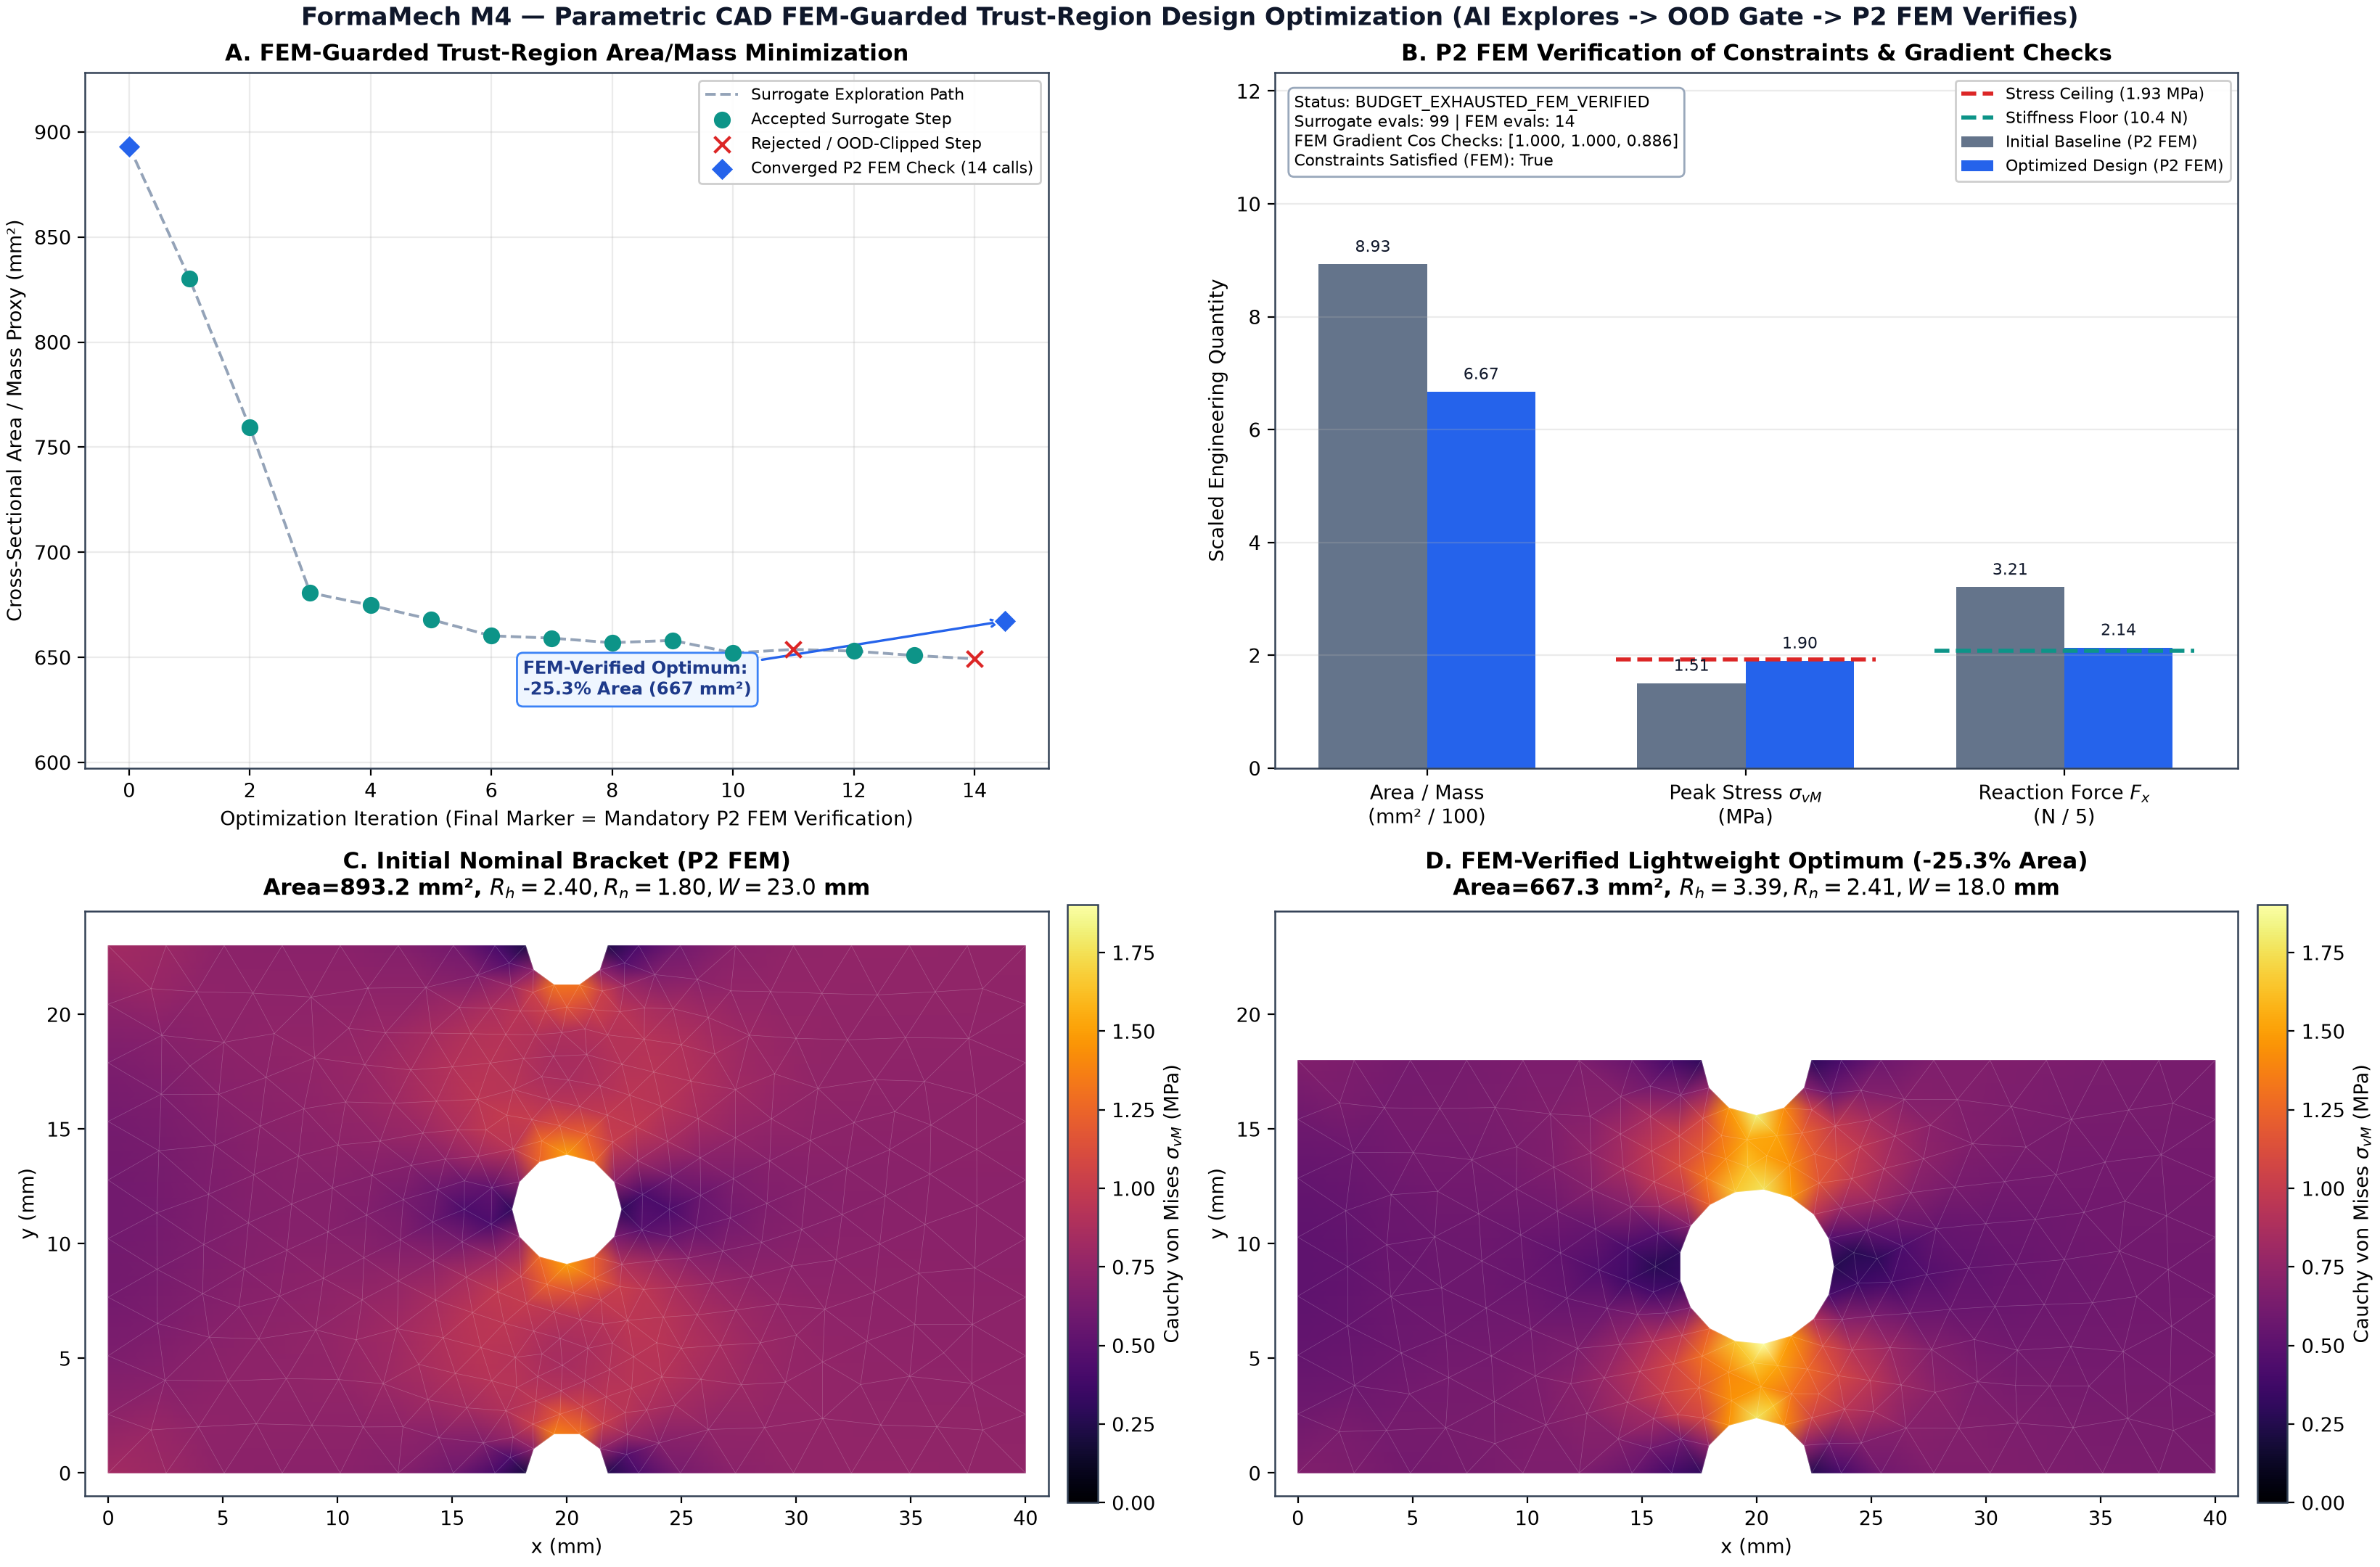 FormaMech M4 — Parametric CAD FEM-Guarded Trust-Region Design Optimization (AI Explores -> OOD Gate -> P2 FEM Verifies)
A. FEM-Guarded Trust-Region Area/Mass Minimization
Cross-Sectional Area / Mass Proxy (mm²)
900
850
800
750
700
650
600
Surrogate Exploration Path
Accepted Surrogate Step
Rejected / OOD-Clipped Step
Converged P2 FEM Check (14 calls)
FEM-Verified Optimum:
-25.3% Area (667 mm²)
0 2 4 6 8 10 12 14
Optimization Iteration (Final Marker = Mandatory P2 FEM Verification)
B. P2 FEM Verification of Constraints & Gradient Checks
Scaled Engineering Quantity
12
10
8
6
4
2
0
Status: BUDGET_EXHAUSTED_FEM_VERIFIED
Surrogate evals: 99 | FEM evals: 14
FEM Gradient Cos Checks: [1.000, 1.000, 0.886]
Constraints Satisfied (FEM): True
Stress Ceiling (1.93 MPa)
Stiffness Floor (10.4 N)
Initial Baseline (P2 FEM)
Optimized Design (P2 FEM)
8.93
6.67
1.51
1.90
3.21
2.14
Area / Mass
(mm² / 100)
Peak Stress σvM
(MPa)
Reaction Force Fx
(N / 5)
C. Initial Nominal Bracket (P2 FEM)
Area=893.2 mm², Rh = 2.40, Rn = 1.80, W = 23.0 mm
y (mm)
20
15
10
5
0
0 5 10 15 20 25 30 35 40
x (mm)
1.75
1.50
1.25
1.00
0.75
0.50
0.25
0.00
Cauchy von Mises σvM (MPa)
D. FEM-Verified Lightweight Optimum (-25.3% Area)
Area=667.3 mm², Rh = 3.39, Rn = 2.41, W = 18.0 mm
y (mm)
20
15
10
5
0
0 5 10 15 20 25 30 35 40
x (mm)
1.75
1.50
1.25
1.00
0.75
0.50
0.25
0.00
Cauchy von Mises σvM (MPa)